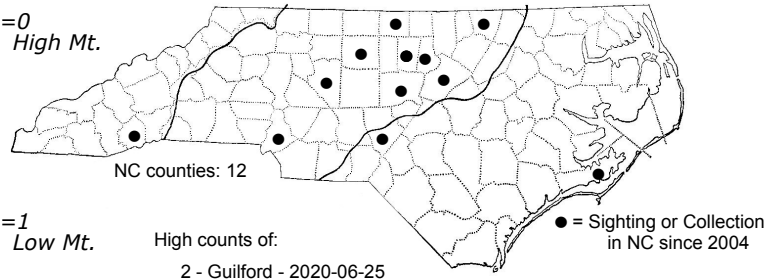 =0
High Mt.
NC counties: 12
=1
Low Mt.
High counts of:
2 - Guilford - 2020-06-25
● = Sighting or Collection
in NC since 2004